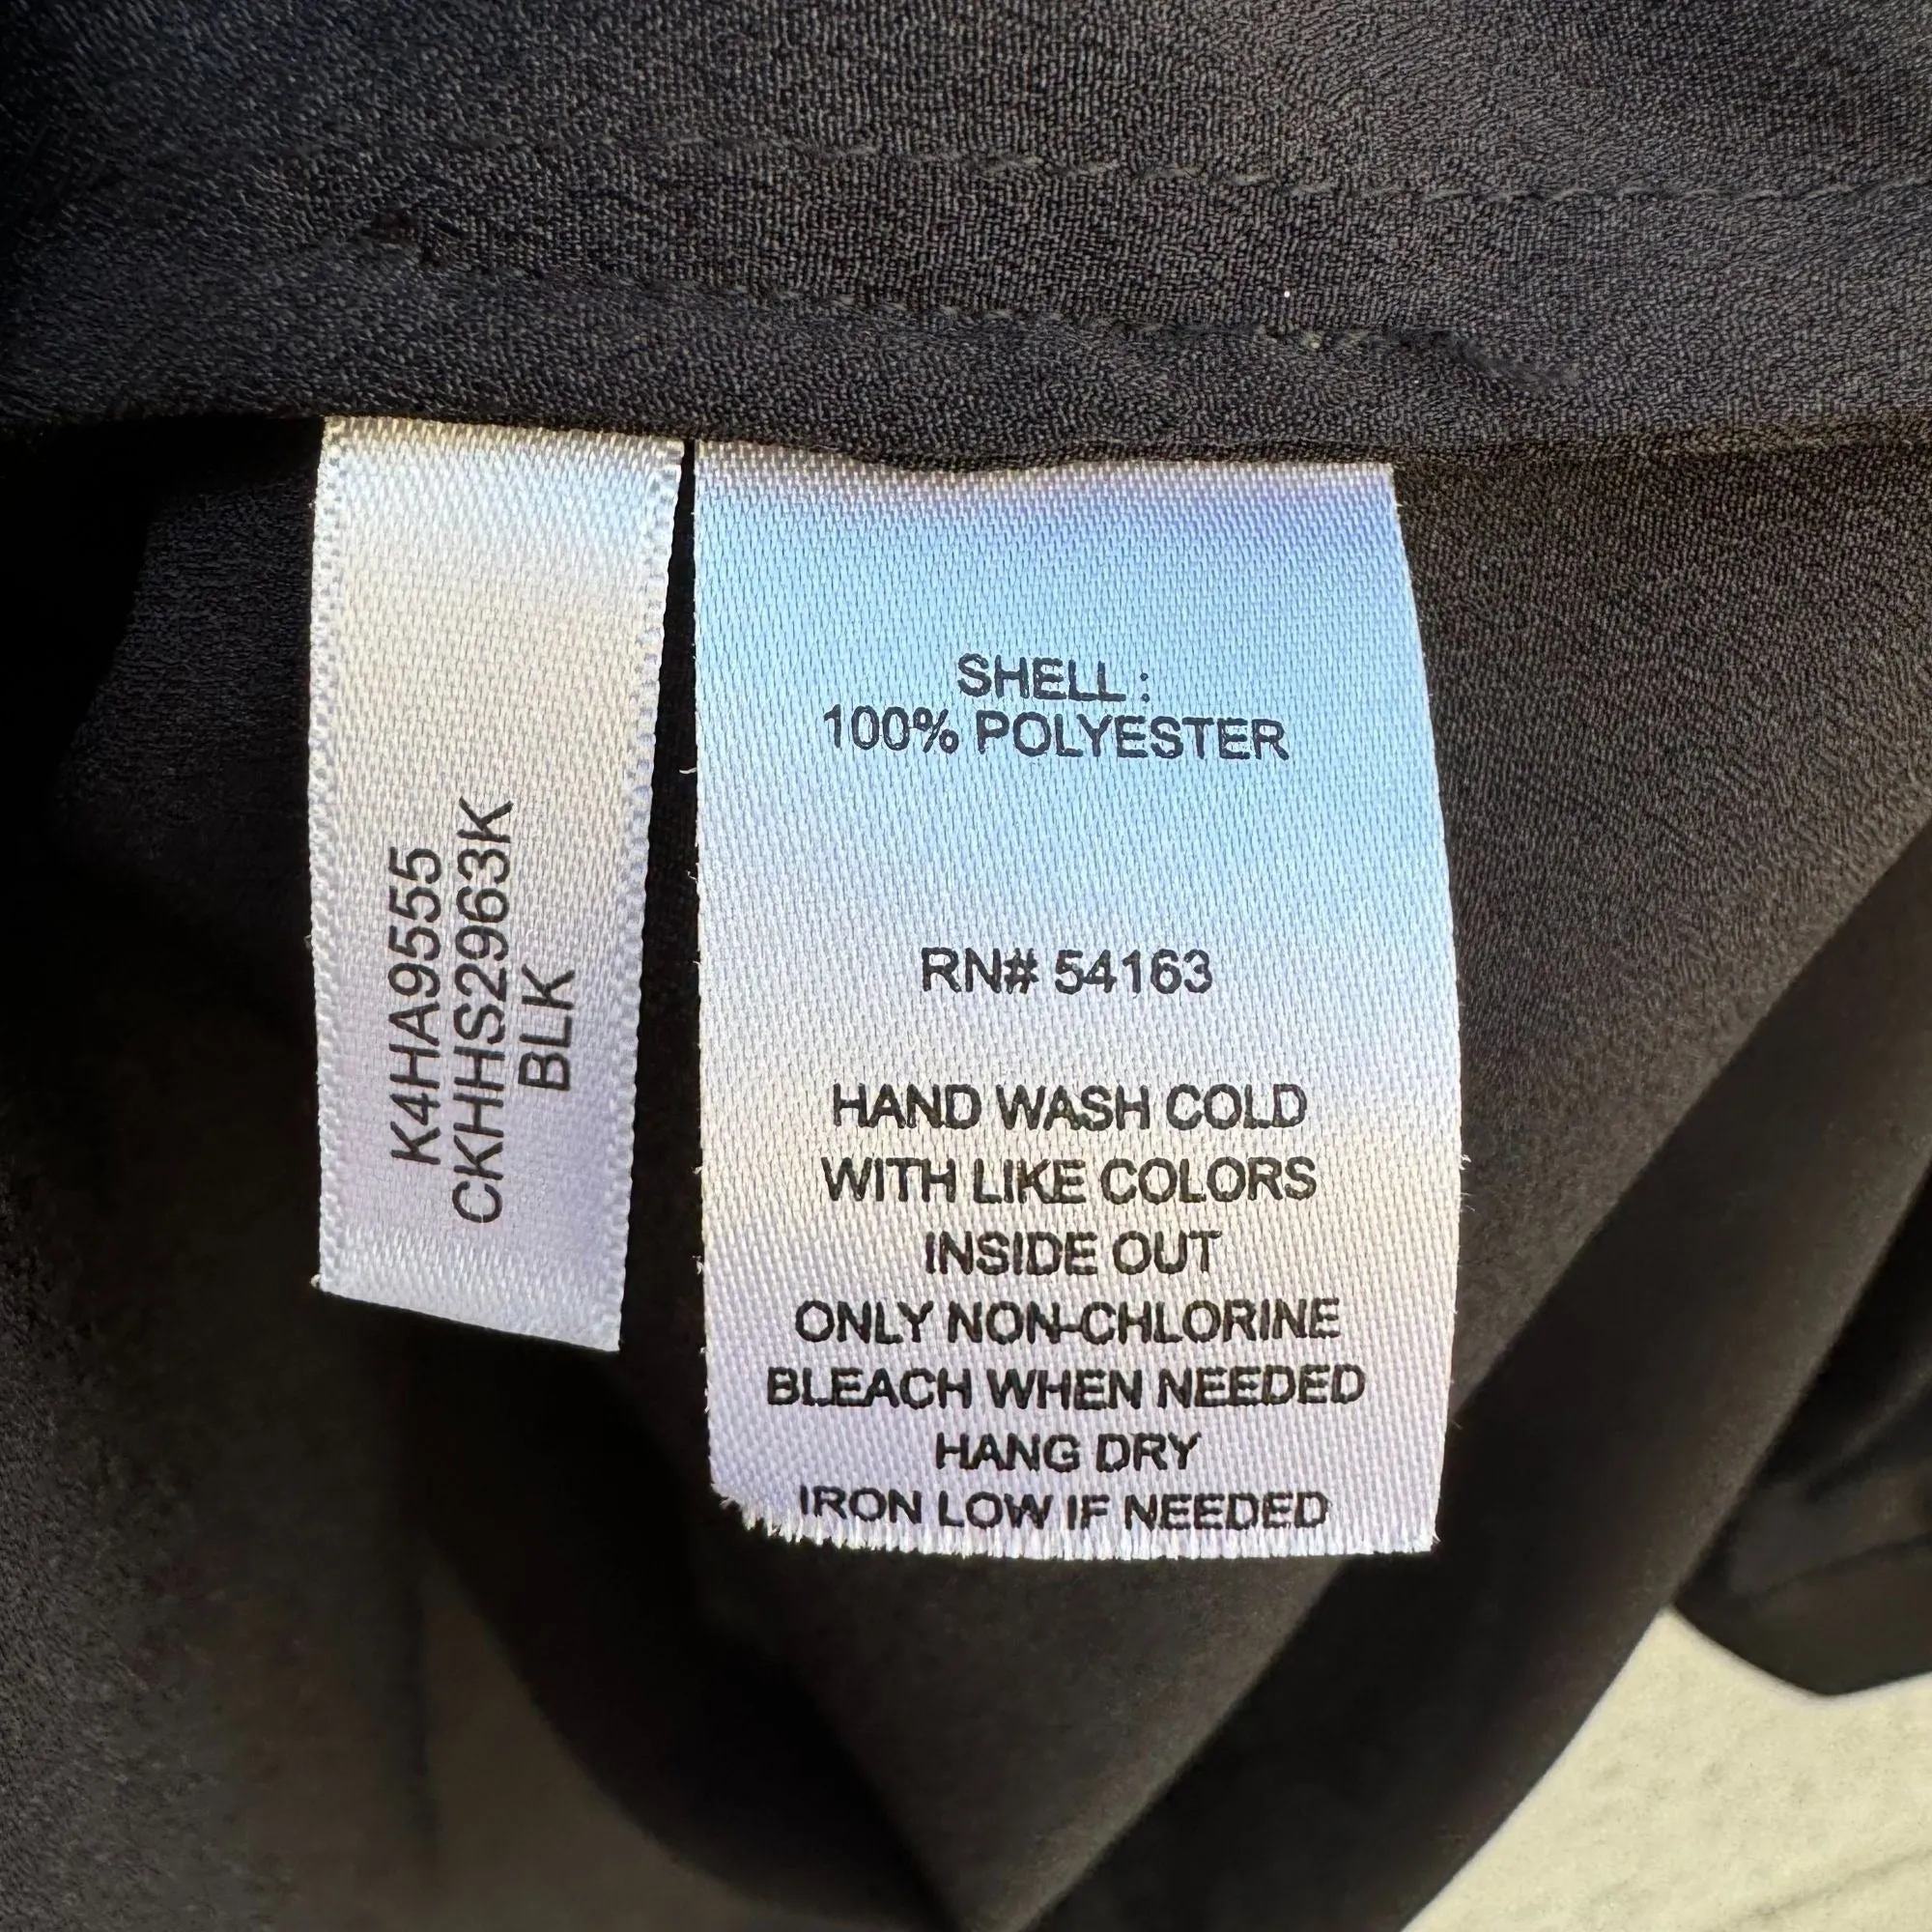 K4HA9555
CKHHS2963K
BLK
SHELL :
100% POLYESTER
RN# 54163
HAND WASH COLD
WITH LIKE COLORS
INSIDE OUT
ONLY NON-CHLORINE
BLEACH WHEN NEEDED
HANG DRY
IRON LOW IF NEEDED